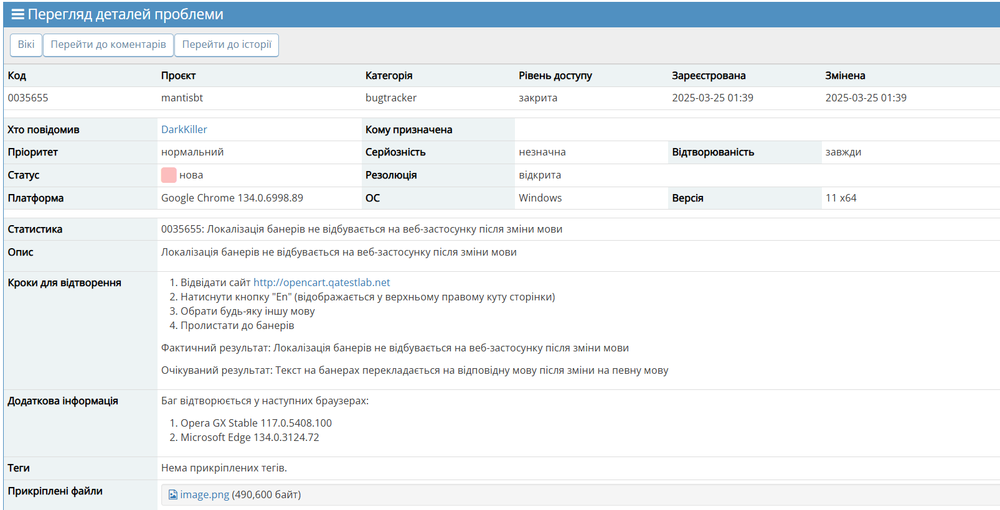 Перегляд деталей проблеми
Вікі Перейти до коментарів Перейти до історії
Код Проєкт Категорія Рівень доступу Зареєстрована Змінена
0035655 mantisbt bugtracker закрита 2025-03-25 01:39 2025-03-25 01:39
Хто повідомив DarkKiller Кому призначена
Пріоритет нормальний Серйозність незначна Відтворюваність завжди
Статус нова Резолюція відкрита
Платформа Google Chrome 134.0.6998.89 ОС Windows Версія 11 x64
Статистика 0035655: Локалізація банерів не відбувається на веб-застосунку після зміни мови
Опис Локалізація банерів не відбувається на веб-застосунку після зміни мови
Кроки для відтворення 1. Відвідати сайт http://opencart.qatestlab.net
2. Натиснути кнопку "En" (відображається у верхньому правому куту сторінки)
3. Обрати будь-яку іншу мову
4. Пролистати до банерів
Фактичний результат: Локалізація банерів не відбувається на веб-застосунку після зміни мови
Очікуваний результат: Текст на банерах перекладається на відповідну мову після зміни на певну мову
Додаткова інформація Баг відтворюється у наступних браузерах:
1. Opera GX Stable 117.0.5408.100
2. Microsoft Edge 134.0.3124.72
Теги Нема прикріплених тегів.
Прикріплені файли image.png (490,600 байт)